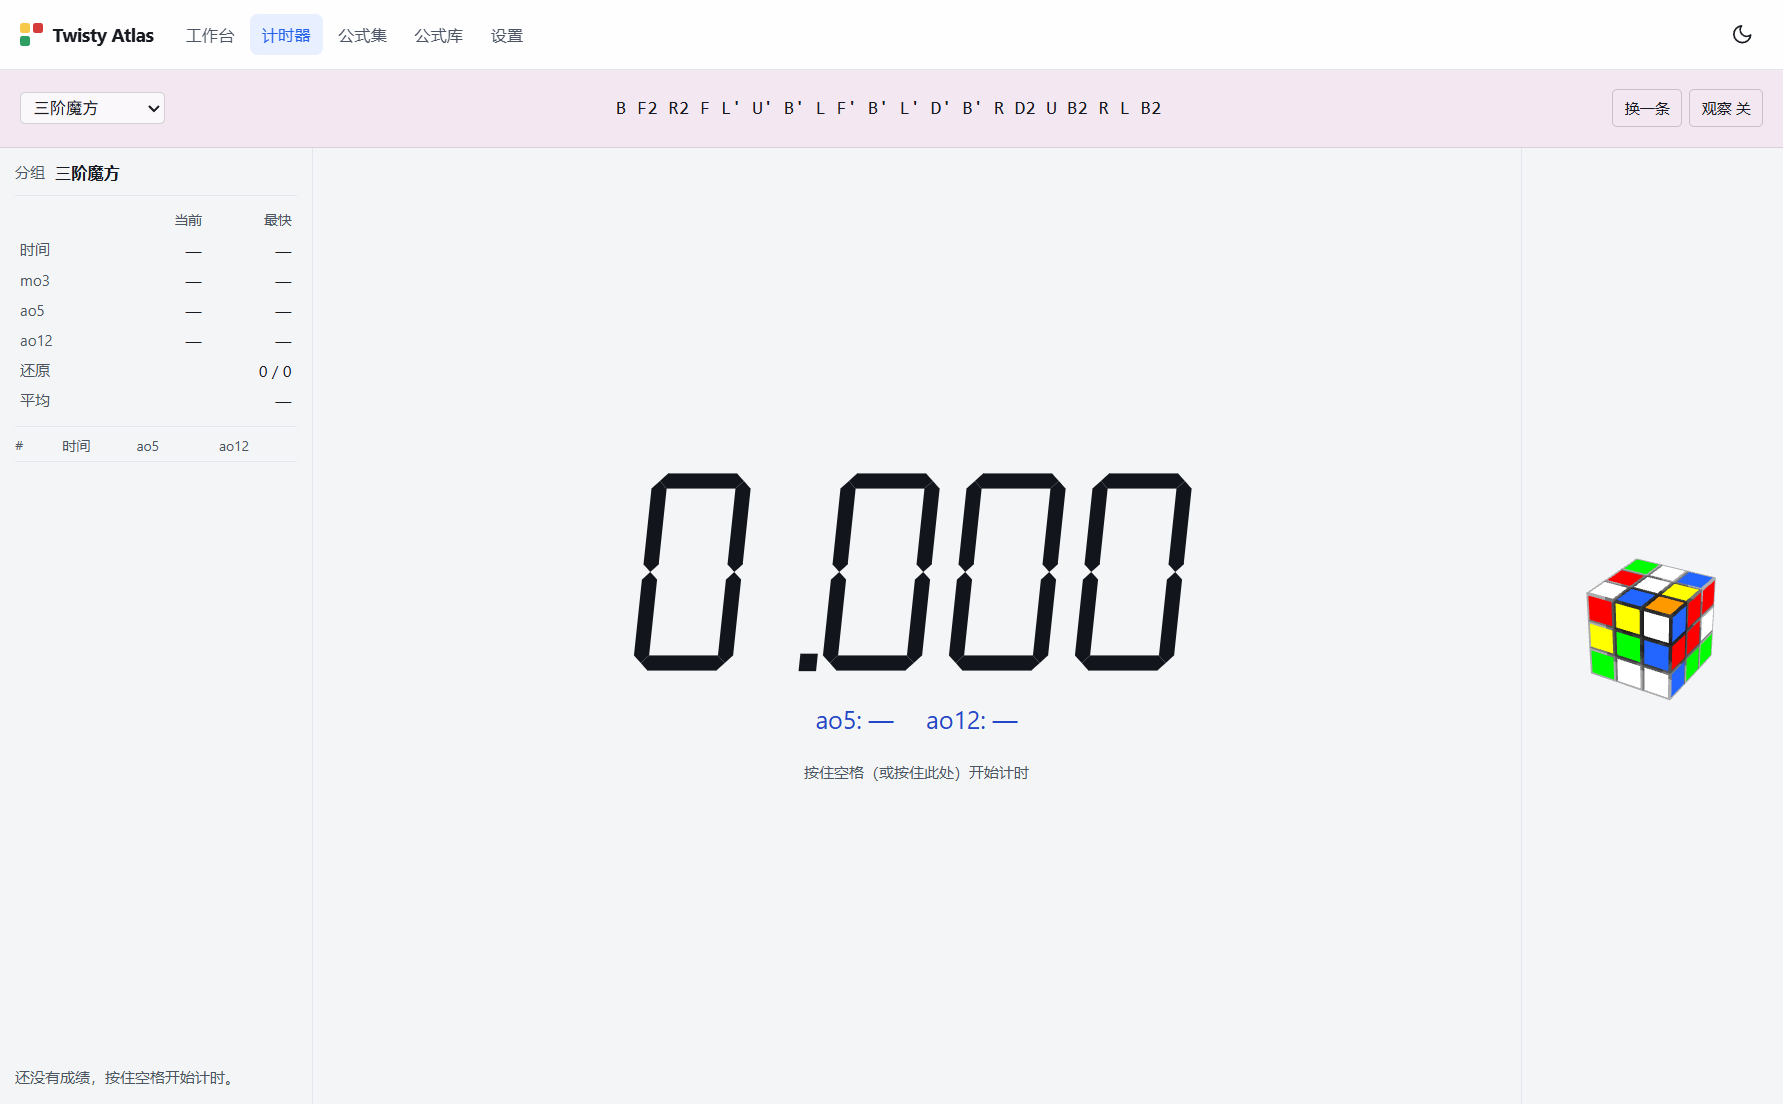 Twisty Atlas 工作台 计时器 公式集 公式库 设置
三阶魔方 B F2 R2 F L' U' B' L F' B' L' D' B' R D2 U B2 R L B2 换一条 观察 关
分组 三阶魔方
当前 最快
时间 — —
mo3 — —
ao5 — —
ao12 — —
还原 0 / 0
平均 —
# 时间 ao5 ao12
0.000
ao5: — ao12: —
按住空格（或按住此处）开始计时
还没有成绩，按住空格开始计时。